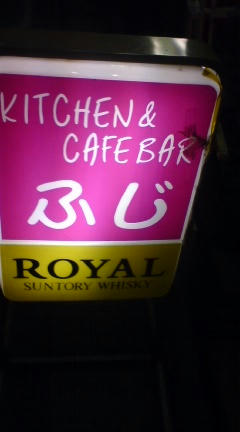 KITCHEN &
CAFE BAR
ふじ
ROYAL
SUNTORY WHISKY